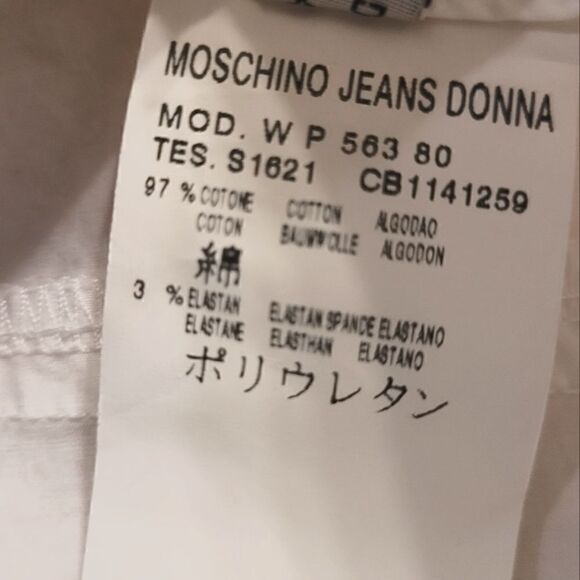 MOSCHINO JEANS DONNA
MOD. W P 563 80
TES. S1621 CB1141259
97 % COTONE COTTON ALGODAO
COTON BAUMWOLLE ALGODON
綿
3 % ELASTAN ELASTAN SPANDE ELASTANO
ELASTANE ELASTHAN ELASTANO
ポリウレタン